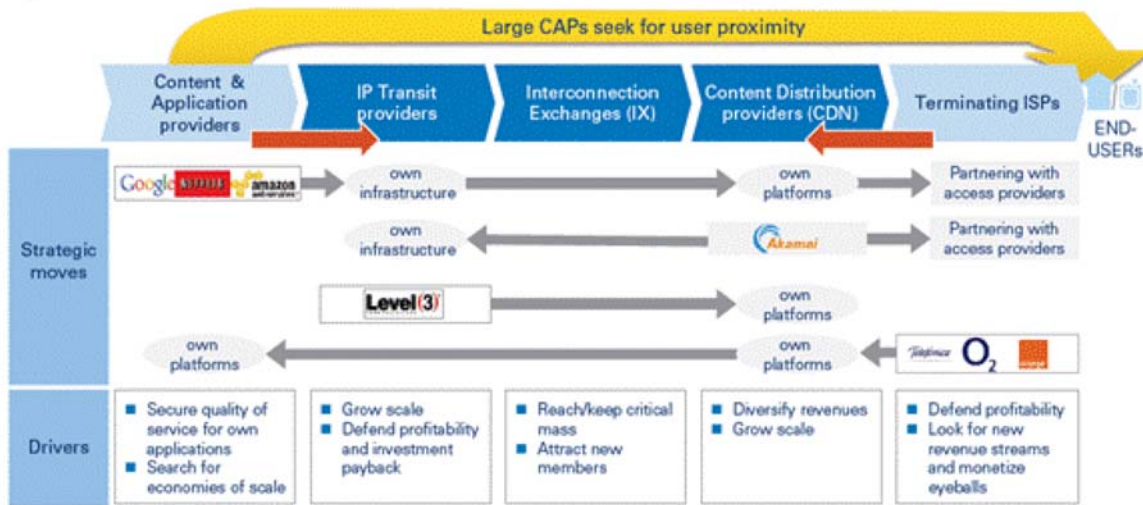 Large CAPs seek for user proximity
Content &
Application
providers
IP Transit
providers
Interconnection
Exchanges (IX)
Content Distribution
providers (CDN)
Terminating ISPs
END-
USERs
Strategic
moves
Google NETFLIX amazon
own
infrastructure
own
platforms
Partnering with
access providers
own
infrastructure
Akamai
Partnering with
access providers
Level(3)
own
platforms
own
platforms
own
platforms
Telefónica O2
Drivers
Secure quality of
service for own
applications
Search for
economies of scale
Grow scale
Defend profitability
and investment
payback
Reach/keep critical
mass
Attract new
members
Diversify revenues
Grow scale
Defend profitability
Look for new
revenue streams
and monetize
eyeballs